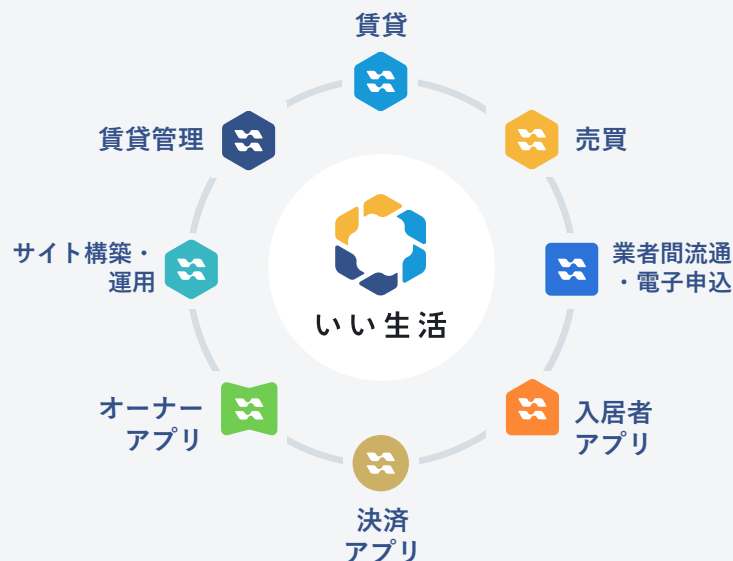 賃貸
賃貸管理
売買
サイト構築・
運用
業者間流通
・電子申込
いい生活
オーナー
アプリ
入居者
アプリ
決済
アプリ